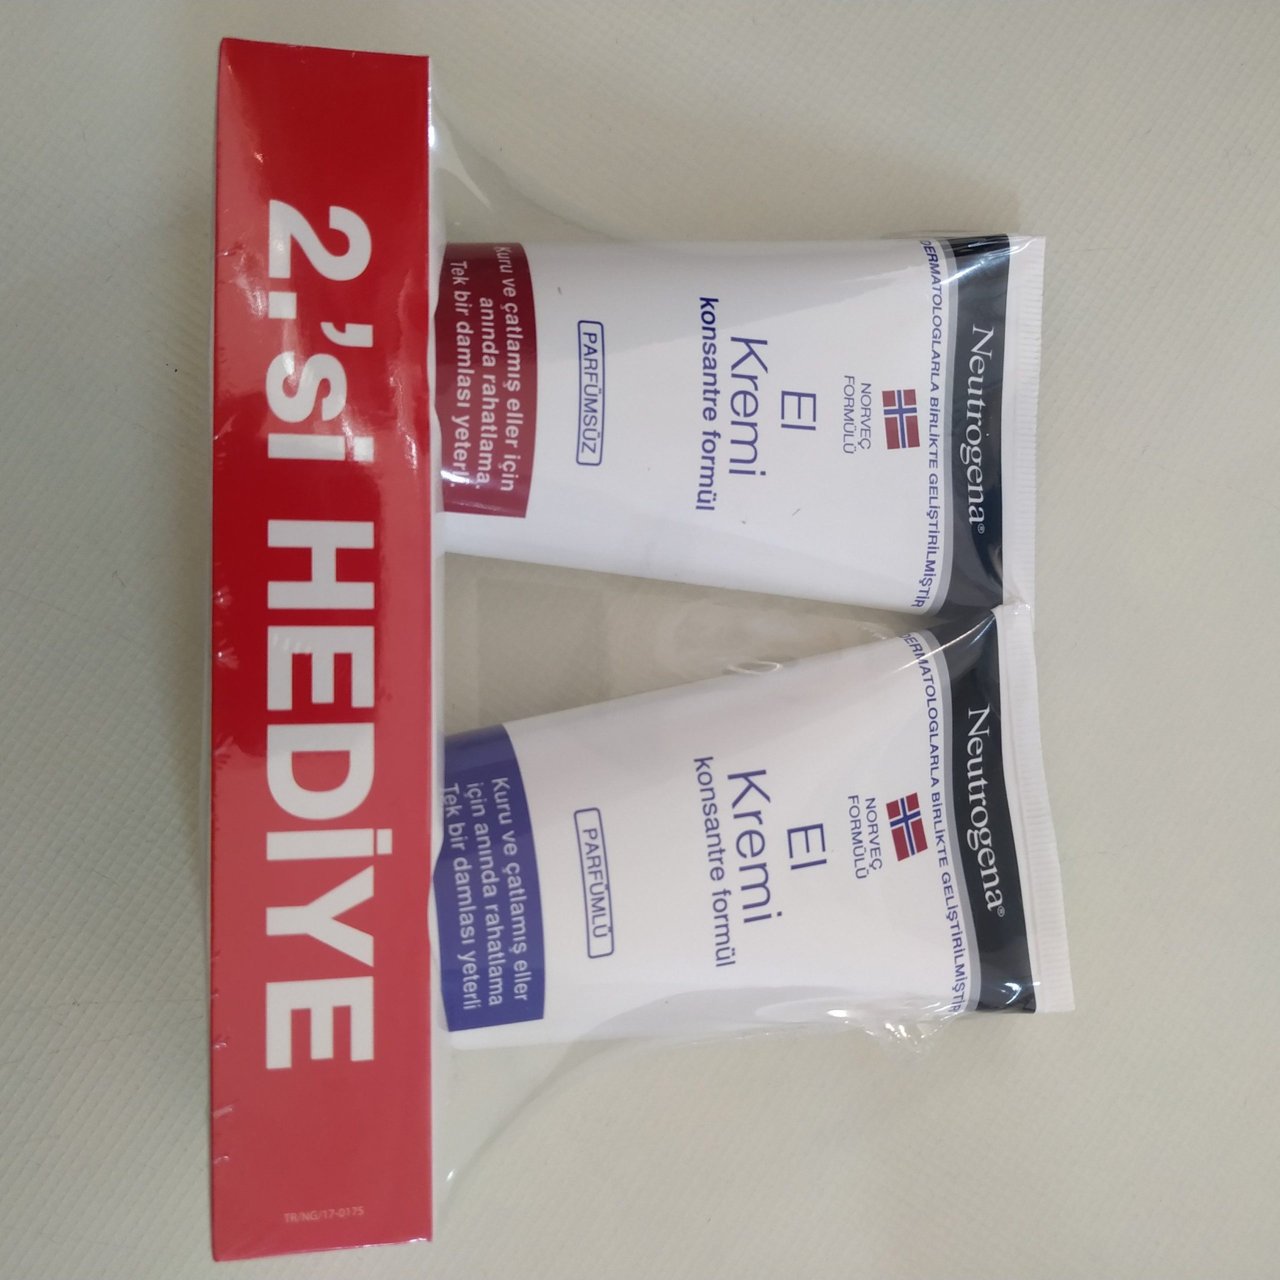 Neutrogena®
DERMATOLOGLARLA BİRLİKTE GELİŞTİRİLMİŞTİR
NORVEÇ
FORMÜLÜ
El
Kremi
konsantre formül
PARFÜMSÜZ
Kuru ve çatlamış eller için
anında rahatlama.
Tek bir damlası yeterli.
Neutrogena®
DERMATOLOGLARLA BİRLİKTE GELİŞTİRİLMİŞTİR
NORVEÇ
FORMÜLÜ
El
Kremi
konsantre formül
PARFÜMLÜ
Kuru ve çatlamış eller
için anında rahatlama
Tek bir damlası yeterli
2.'si HEDİYE
TR/NG/17-0175